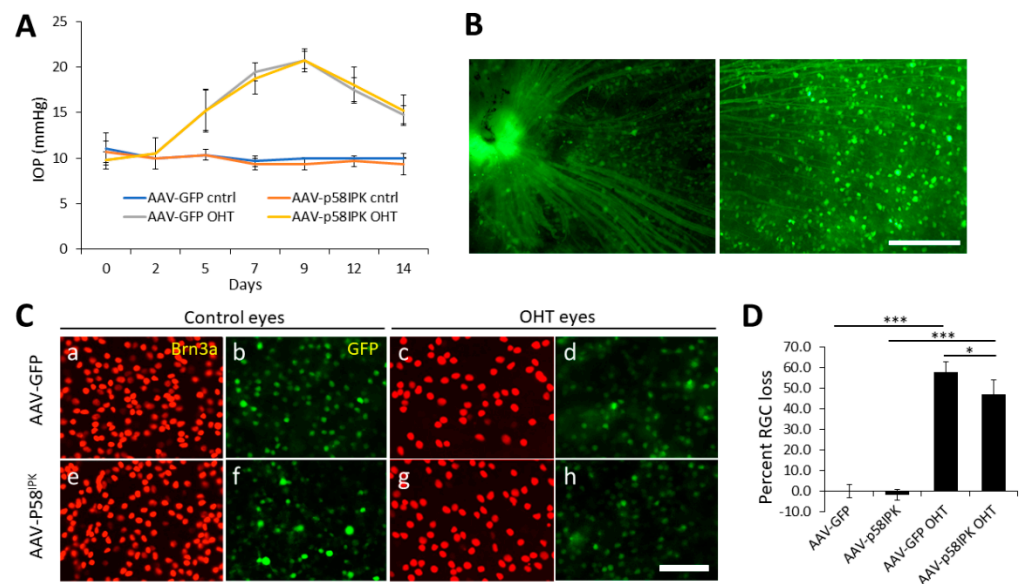 A
25
20
15
10
5
0
IOP (mmHg)
AAV-GFP cntrl
AAV-p58IPK cntrl
AAV-GFP OHT
AAV-p58IPK OHT
0 2 5 7 9 12 14
Days
B
C
Control eyes
OHT eyes
AAV-GFP
a
Brn3a
b
GFP
c
d
AAV-P58IPK
e
f
g
h
D
***
***
*
70.0
60.0
50.0
40.0
30.0
20.0
10.0
0.0
-10.0
Percent RGC loss
AAV-GFP
AAV-p58IPK
AAV-GFP OHT
AAV-p58IPK OHT